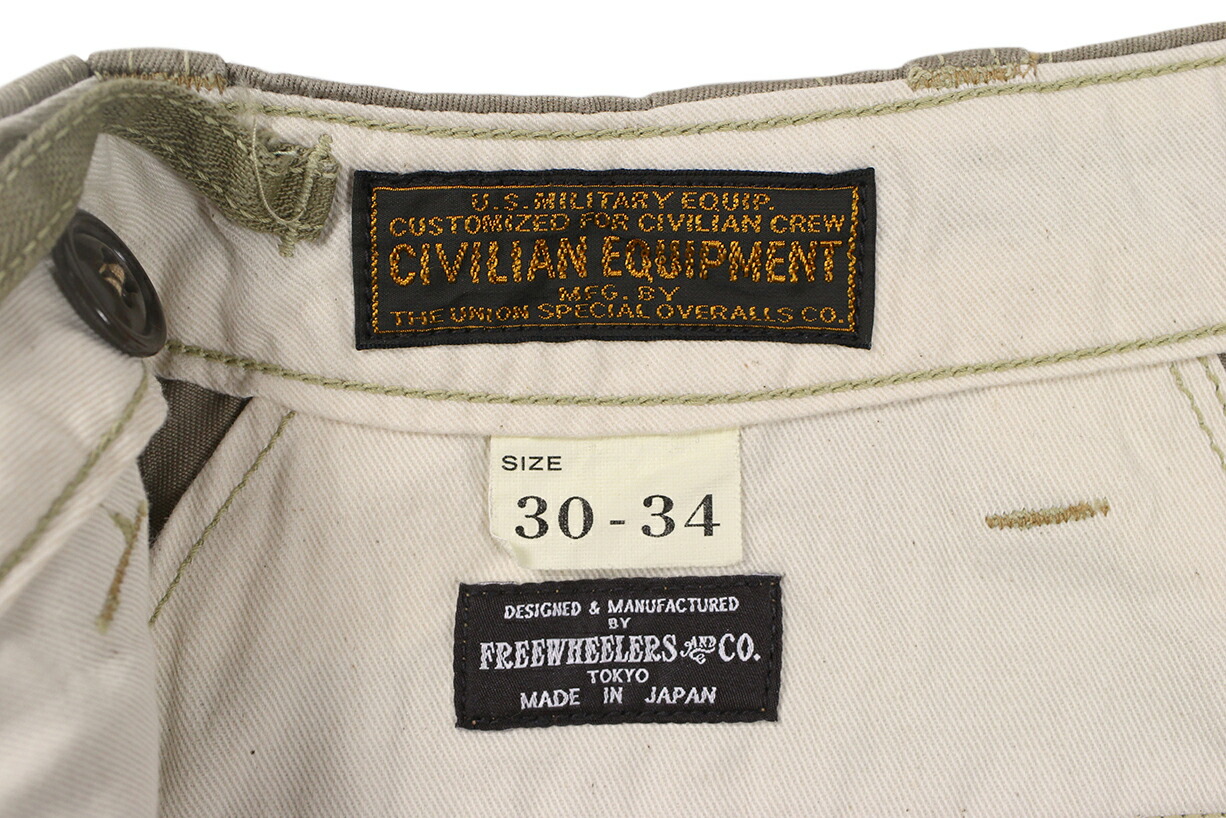 U.S. MILITARY EQUIP.
CUSTOMIZED FOR CIVILIAN CREW
CIVILIAN EQUIPMENT
MFG. BY
THE UNION SPECIAL OVERALLS CO.
SIZE
30 - 34
DESIGNED & MANUFACTURED
BY
FREEWHEELERS AND CO.
TOKYO
MADE IN JAPAN